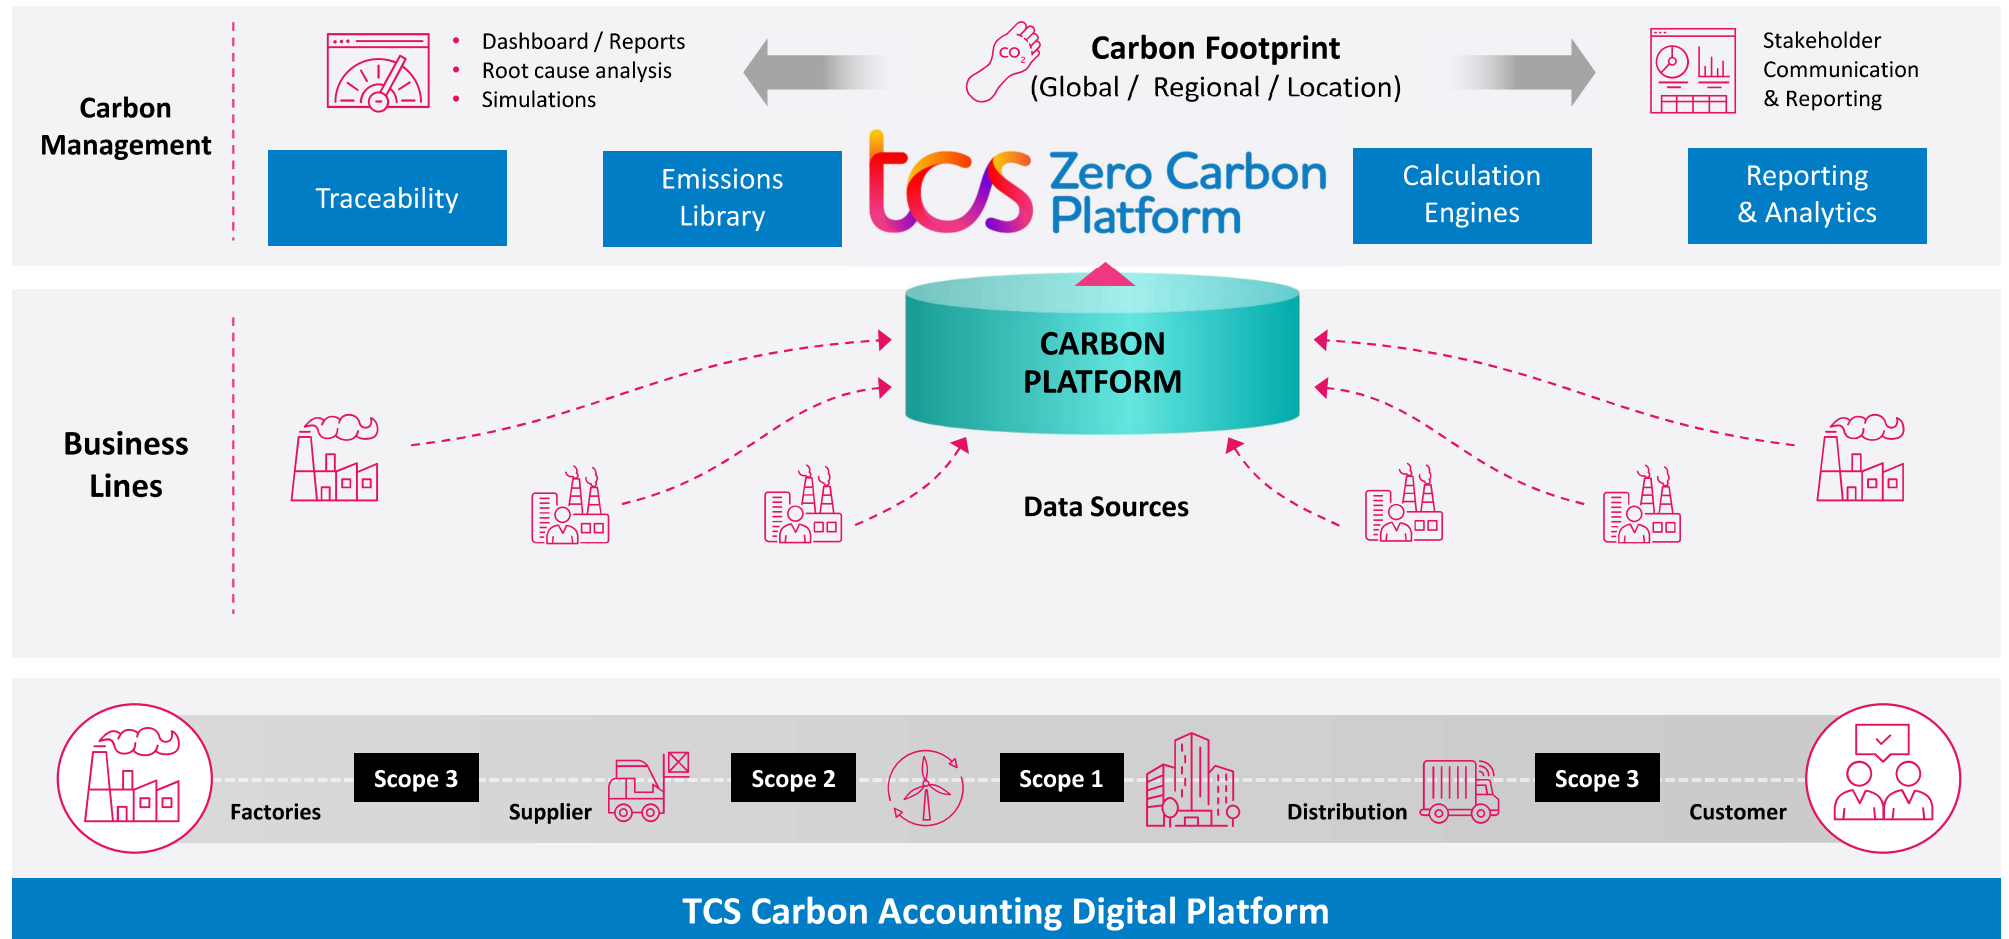 Carbon
Management
• Dashboard / Reports
• Root cause analysis
• Simulations
CO2
Carbon Footprint
(Global / Regional / Location)
Stakeholder
Communication
& Reporting
Traceability
Emissions
Library
tcs Zero Carbon
Platform
Calculation
Engines
Reporting
& Analytics
Business
Lines
CARBON
PLATFORM
Data Sources
Factories
Scope 3
Supplier
Scope 2
Scope 1
Distribution
Scope 3
Customer
TCS Carbon Accounting Digital Platform